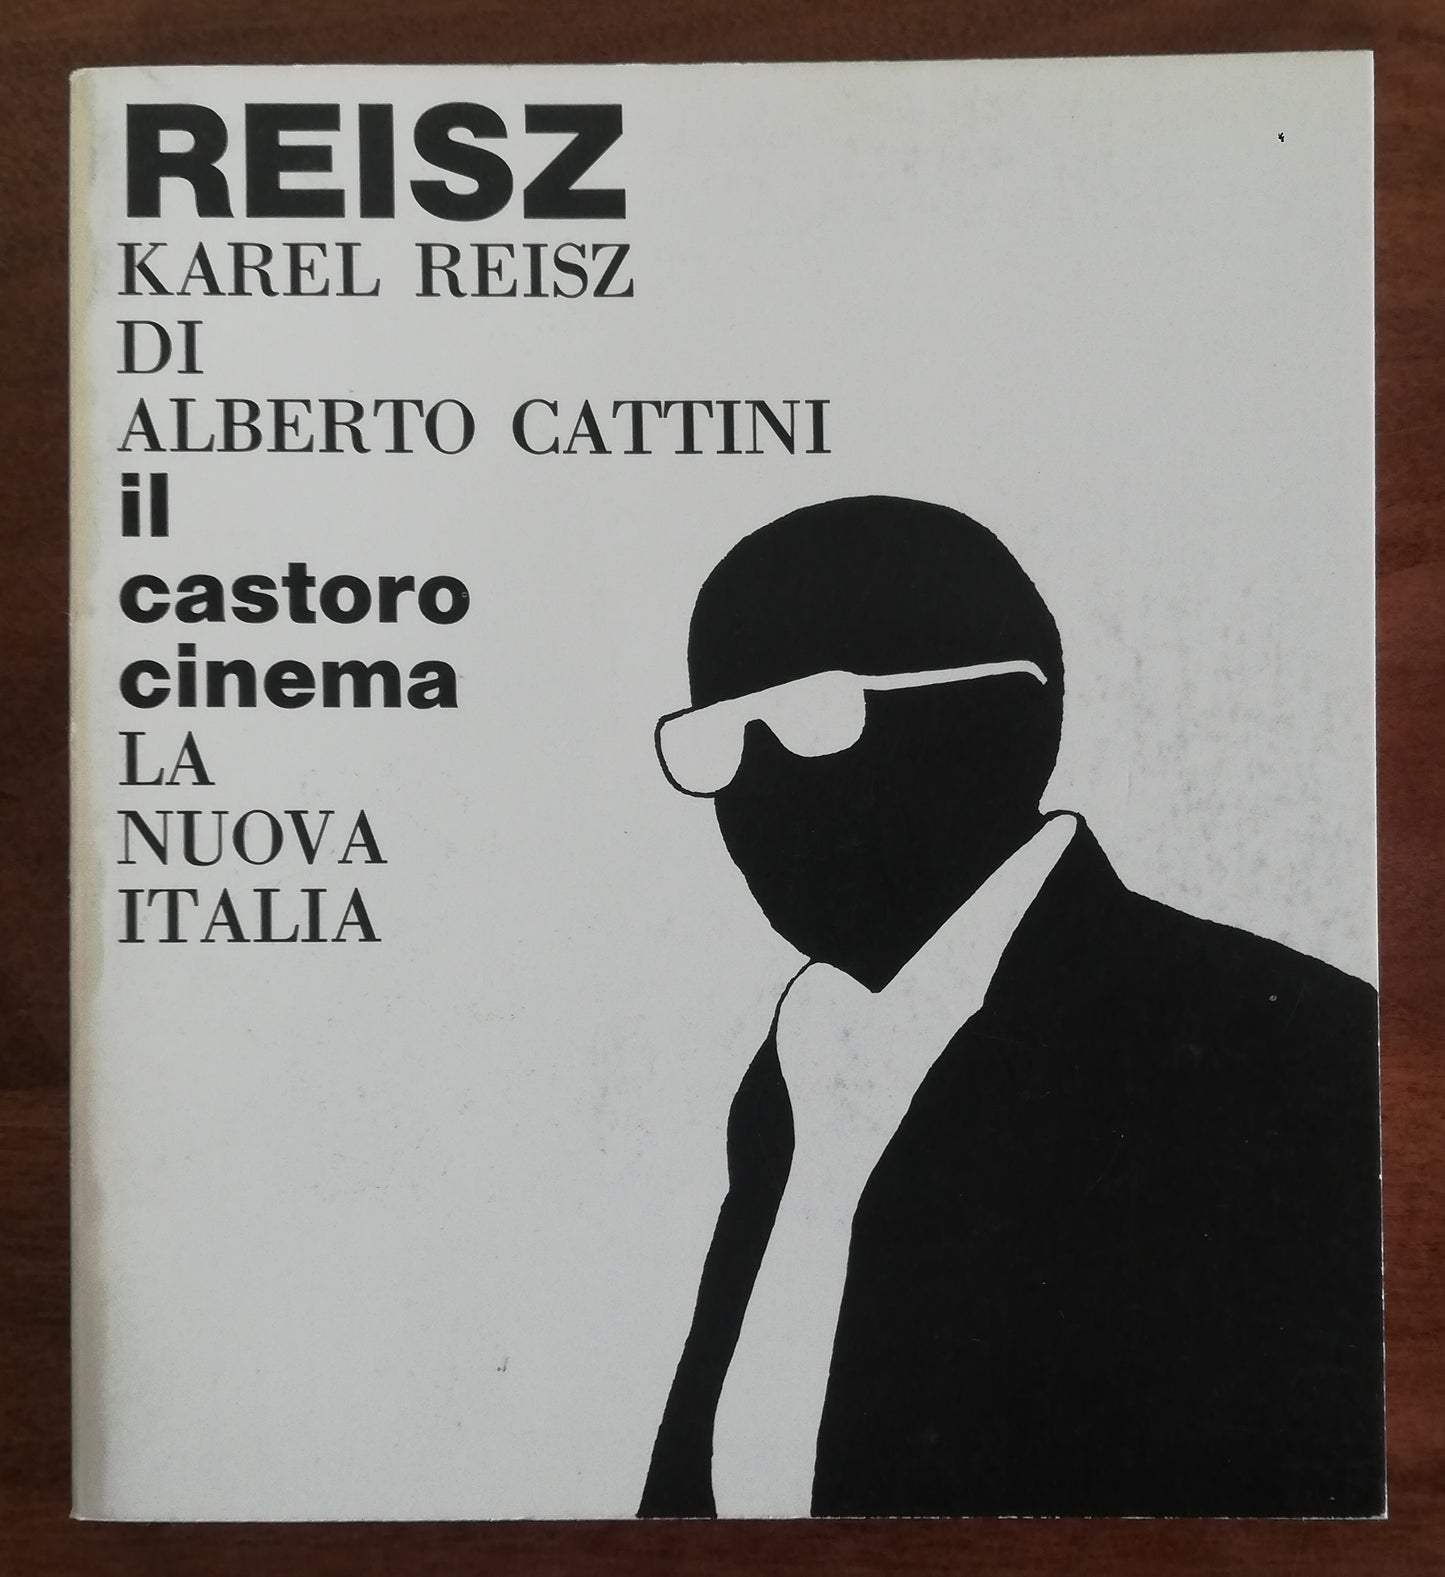 REISZ
KAREL REISZ
DI
ALBERTO CATTINI
il
castoro
cinema
LA
NUOVA
ITALIA